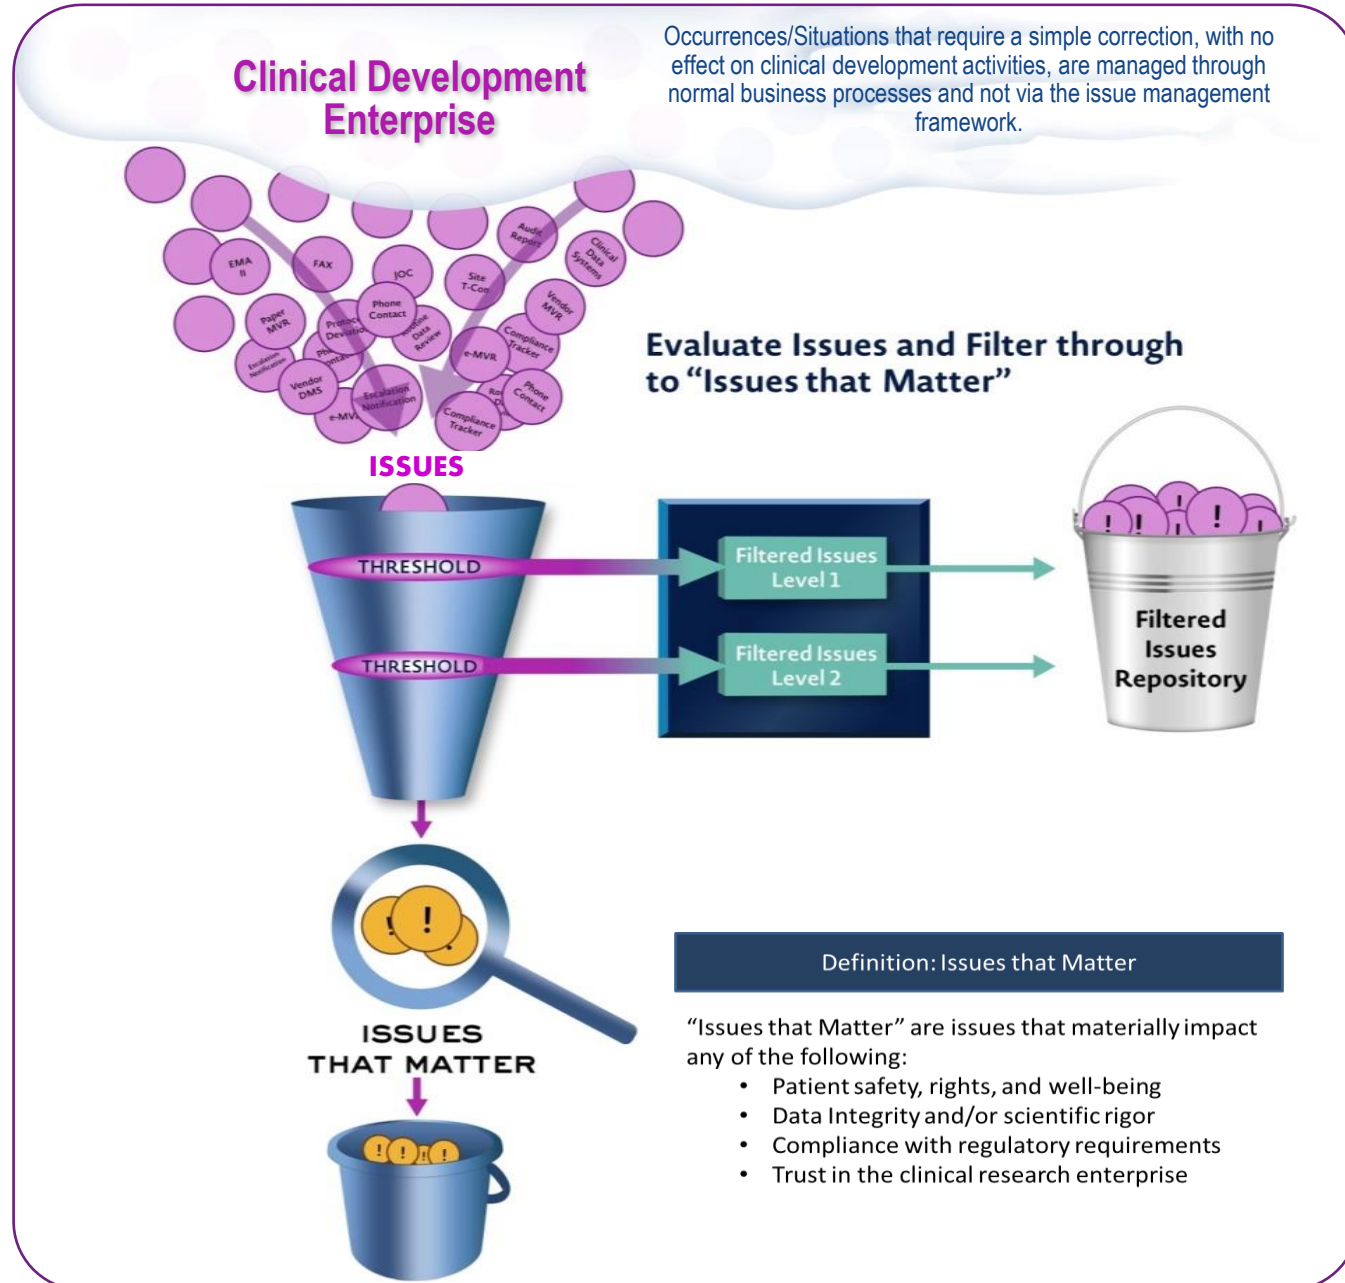 Clinical Development
Enterprise
Occurrences/Situations that require a simple correction, with no
effect on clinical development activities, are managed through
normal business processes and not via the issue management
framework.
Audit
Report
Clinical
Data
Systems
EMA
II
FAX
JOC
Site
T-Con
Vendor
MVR
Phone
Contact
Paper
MVR
Protocol
Deviation
Routine
Data
Review
Compliance
Tracker
e-MVR
Escalation
Notification
Vendor
DMS
Phone
Contact
Escalation
Notification
Compliance
Tracker
Evaluate Issues and Filter through
to “Issues that Matter”
ISSUES
THRESHOLD
Filtered Issues
Level 1
THRESHOLD
Filtered Issues
Level 2
! ! ! ! !
Filtered
Issues
Repository
! !
ISSUES
THAT MATTER
! ! ! !
Definition: Issues that Matter
“Issues that Matter” are issues that materially impact
any of the following:
• Patient safety, rights, and well-being
• Data Integrity and/or scientific rigor
• Compliance with regulatory requirements
• Trust in the clinical research enterprise